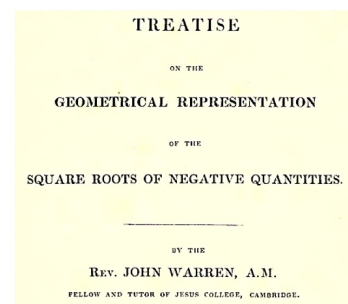 TREATISE
ON THE
GEOMETRICAL REPRESENTATION
OF THE
SQUARE ROOTS OF NEGATIVE QUANTITIES.
BY THE
REV. JOHN WARREN, A.M.
FELLOW AND TUTOR OF JESUS COLLEGE, CAMBRIDGE.